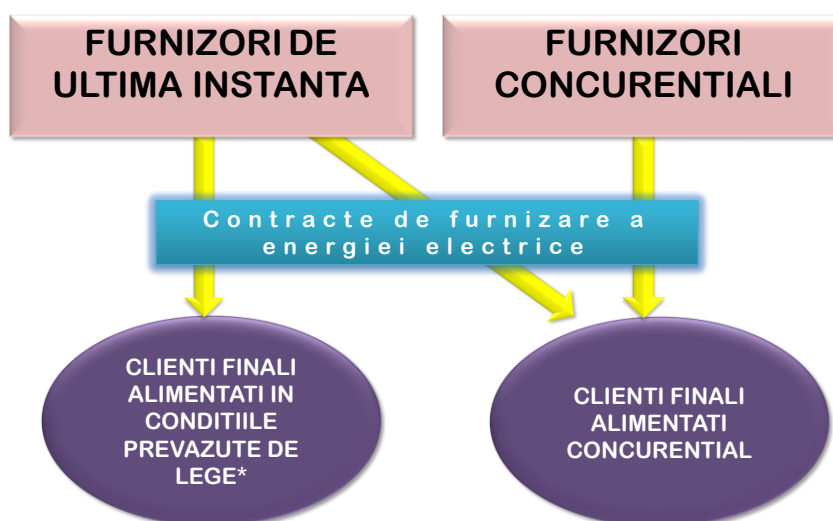 FURNIZORI DE
ULTIMA INSTANTA
FURNIZORI
CONCURENTIALI
Contracte de furnizare a
energiei electrice
CLIENTI FINALI
ALIMENTATI IN
CONDITIILE
PREVAZUTE DE
LEGE*
CLIENTI FINALI
ALIMENTATI
CONCURENTIAL